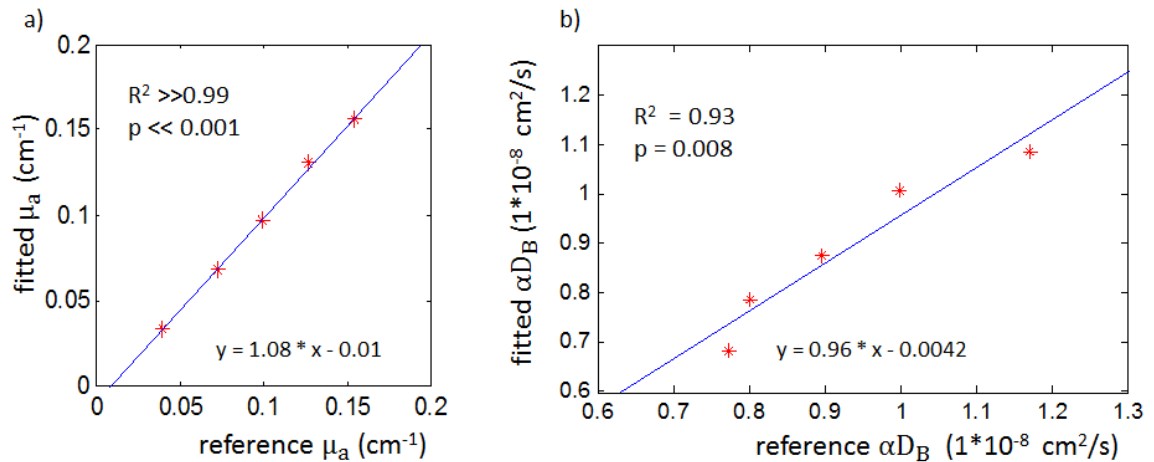 a)
0.2
0.15
0.1
0.05
0
fitted μa (cm-1)
R2 >>0.99
p << 0.001
y = 1.08 * x - 0.01
0 0.05 0.1 0.15 0.2
reference μa (cm-1)
b)
1.2
1.1
1
0.9
0.8
0.7
0.6
fitted αDB (1*10-8 cm2/s)
R2 = 0.93
p = 0.008
y = 0.96 * x - 0.0042
0.6 0.7 0.8 0.9 1 1.1 1.2 1.3
reference αDB (1*10-8 cm2/s)